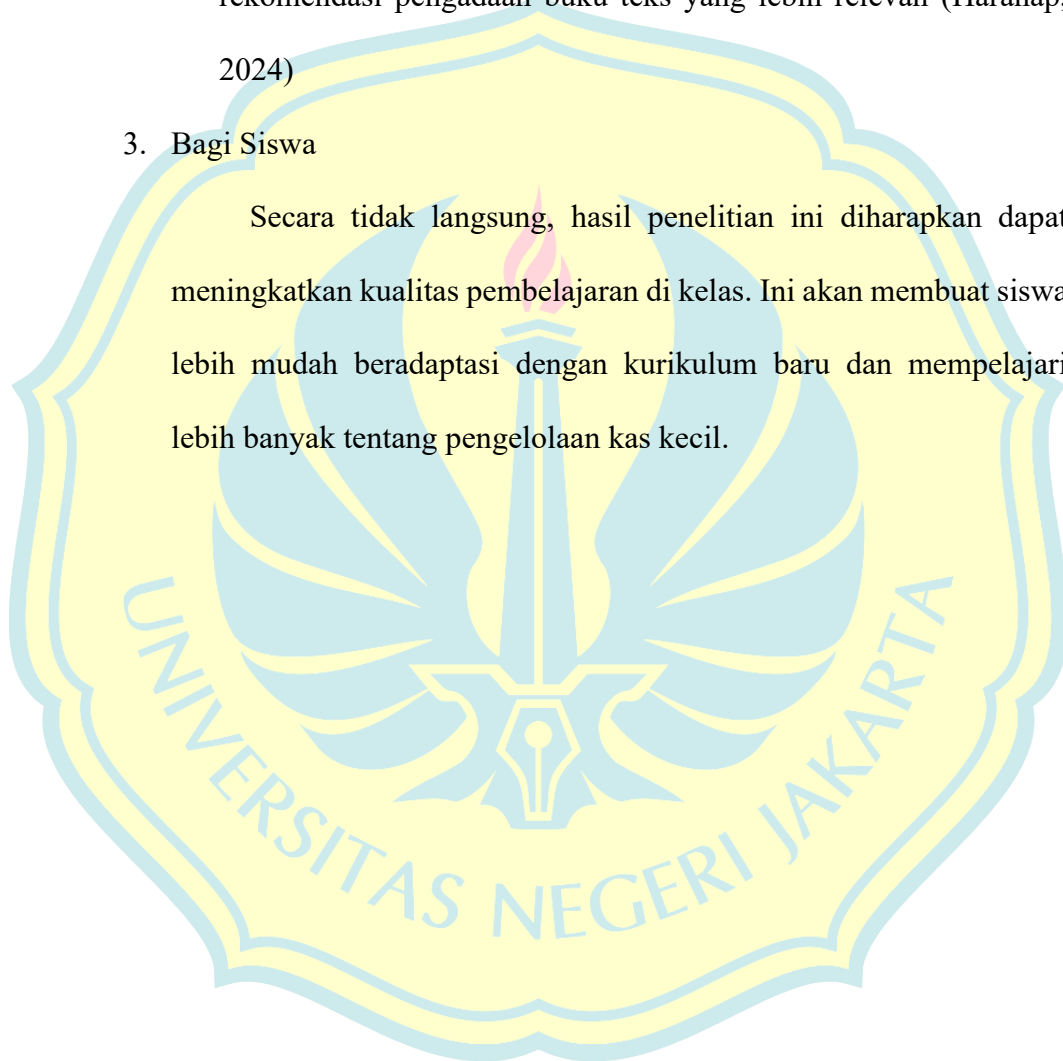 rekomendasi pengadaan buku teks yang lebih relevan (Harahap,
2024)
3. Bagi Siswa
Secara tidak langsung, hasil penelitian ini diharapkan dapat
meningkatkan kualitas pembelajaran di kelas. Ini akan membuat siswa
lebih mudah beradaptasi dengan kurikulum baru dan mempelajari
lebih banyak tentang pengelolaan kas kecil.
UNIVERSITAS NEGERI JAKARTA